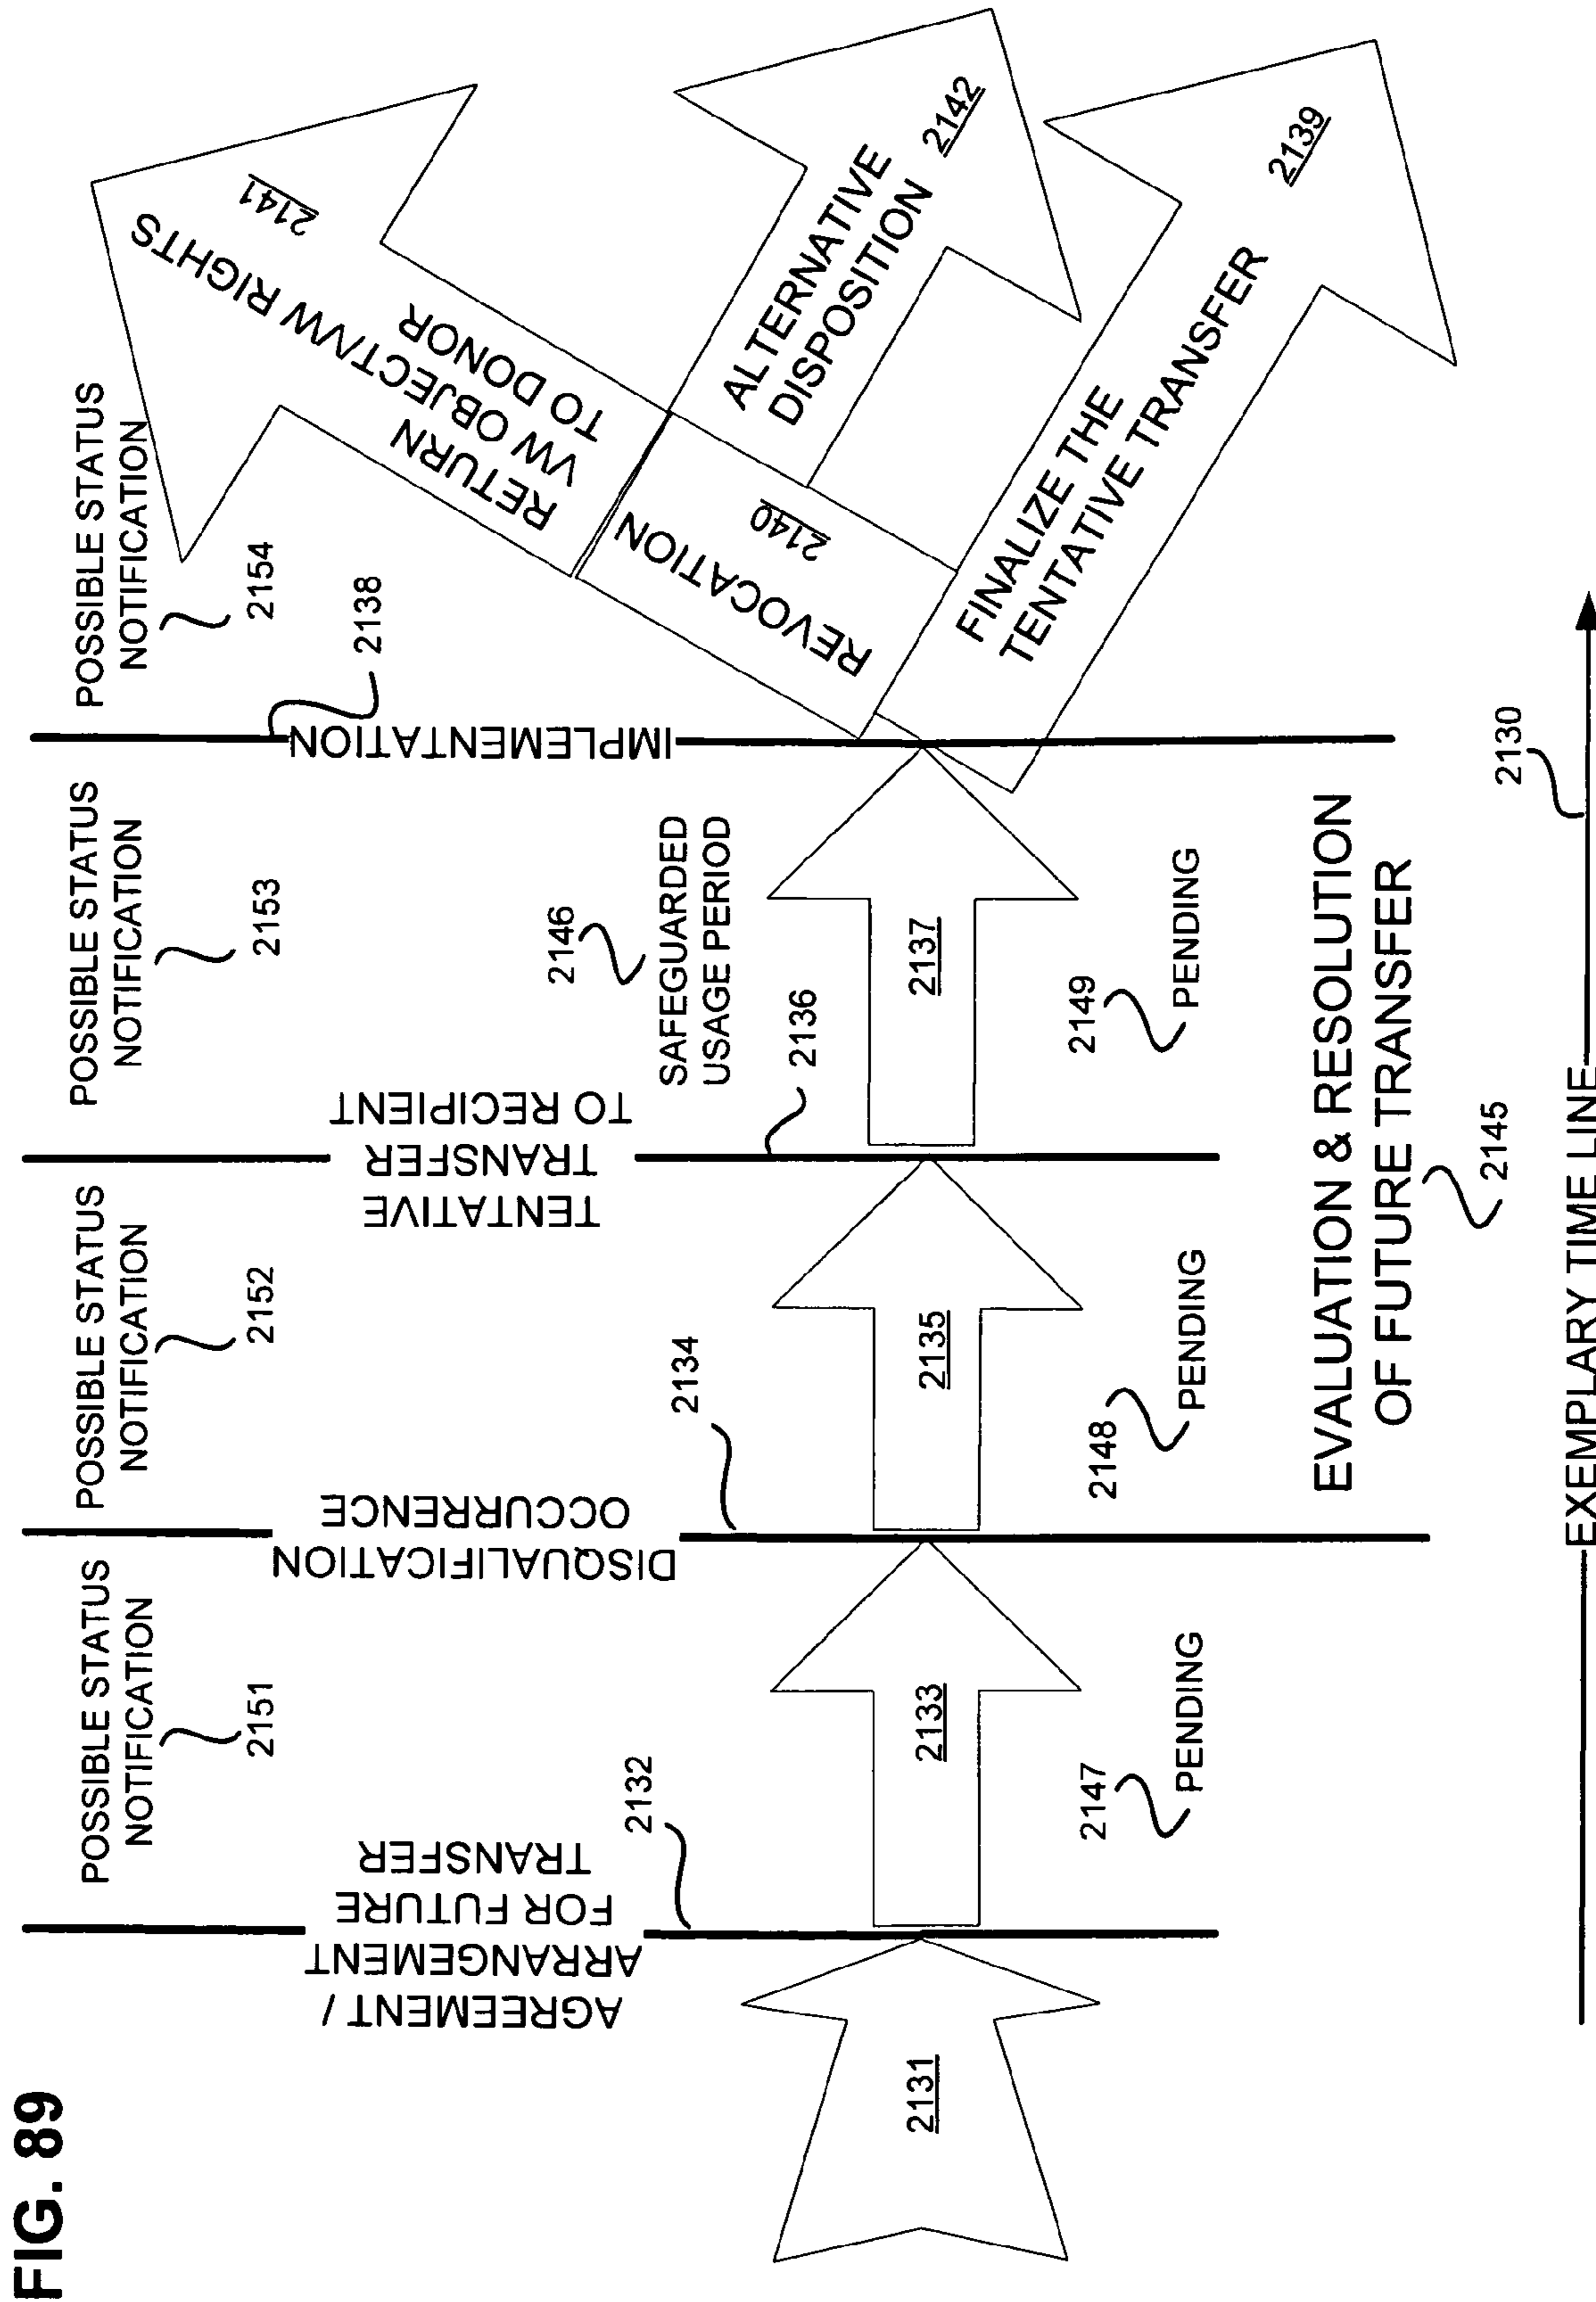 FIG. 89
POSSIBLE STATUS
NOTIFICATION
2151
POSSIBLE STATUS
NOTIFICATION
2152
POSSIBLE STATUS
NOTIFICATION
2153
POSSIBLE STATUS
NOTIFICATION
2154
AGREEMENT /
ARRANGEMENT
FOR FUTURE
TRANSFER
2132
DISQUALIFICATION
OCCURRENCE
2134
TENTATIVE
TRANSFER
TO RECIPIENT
2136
2146
SAFEGUARDED
USAGE PERIOD
IMPLEMENTATION
2138
2131
2133
2135
2137
RETURN
VW OBJECT/VW RIGHTS
TO DONOR
2141
REVOCATION
2140
ALTERNATIVE
DISPOSITION
2142
FINALIZE THE
TENTATIVE TRANSFER
2139
2147
PENDING
2148
PENDING
2149
PENDING
EVALUATION & RESOLUTION
OF FUTURE TRANSFER
2145
2130
EXEMPLARY TIME LINE